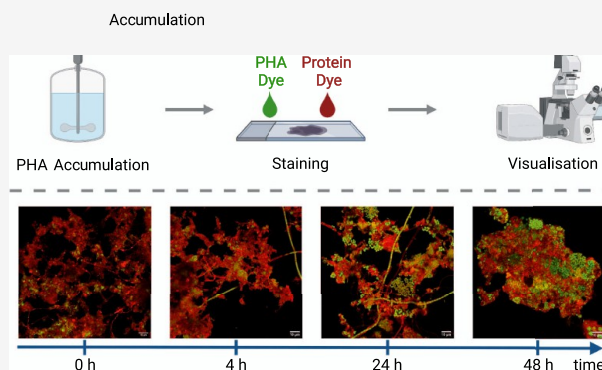 Accumulation
PHA Protein
Dye Dye
PHA Accumulation Staining Visualisation
0 h 4 h 24 h 48 h time